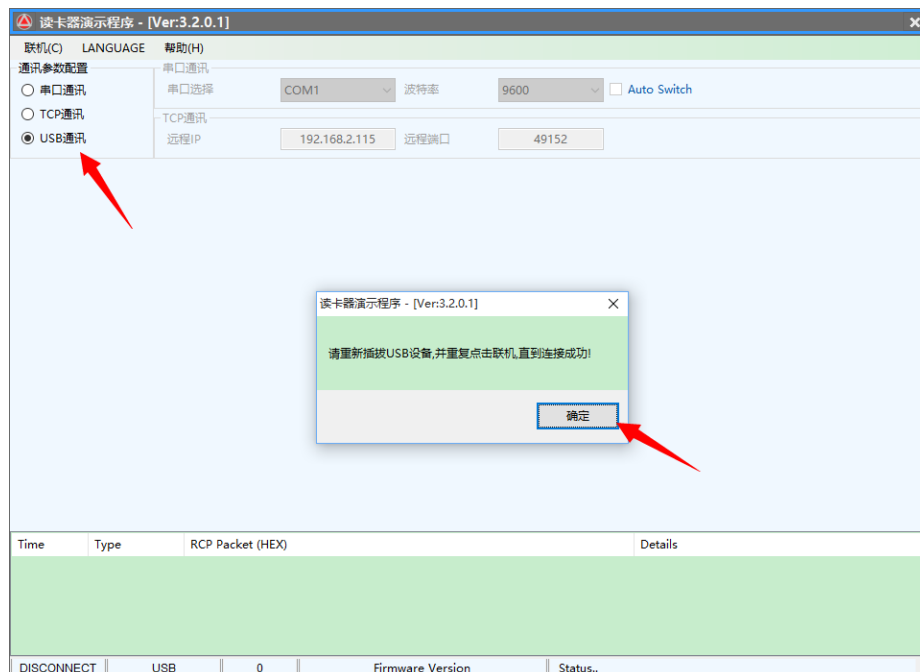 读卡器演示程序 - [Ver:3.2.0.1]
联机(C) LANGUAGE 帮助(H)
通讯参数配置 串口通讯
串口通讯 串口选择 COM1 波特率 9600 Auto Switch
TCP通讯 TCP通讯
USB通讯 远程IP 192.168.2.115 远程端口 49152
读卡器演示程序 - [Ver:3.2.0.1]
请重新插拔USB设备,并重复点击联机,直到连接成功!
确定
Time Type RCP Packet (HEX) Details
DISCONNECT USB 0 Firmware Version Status..